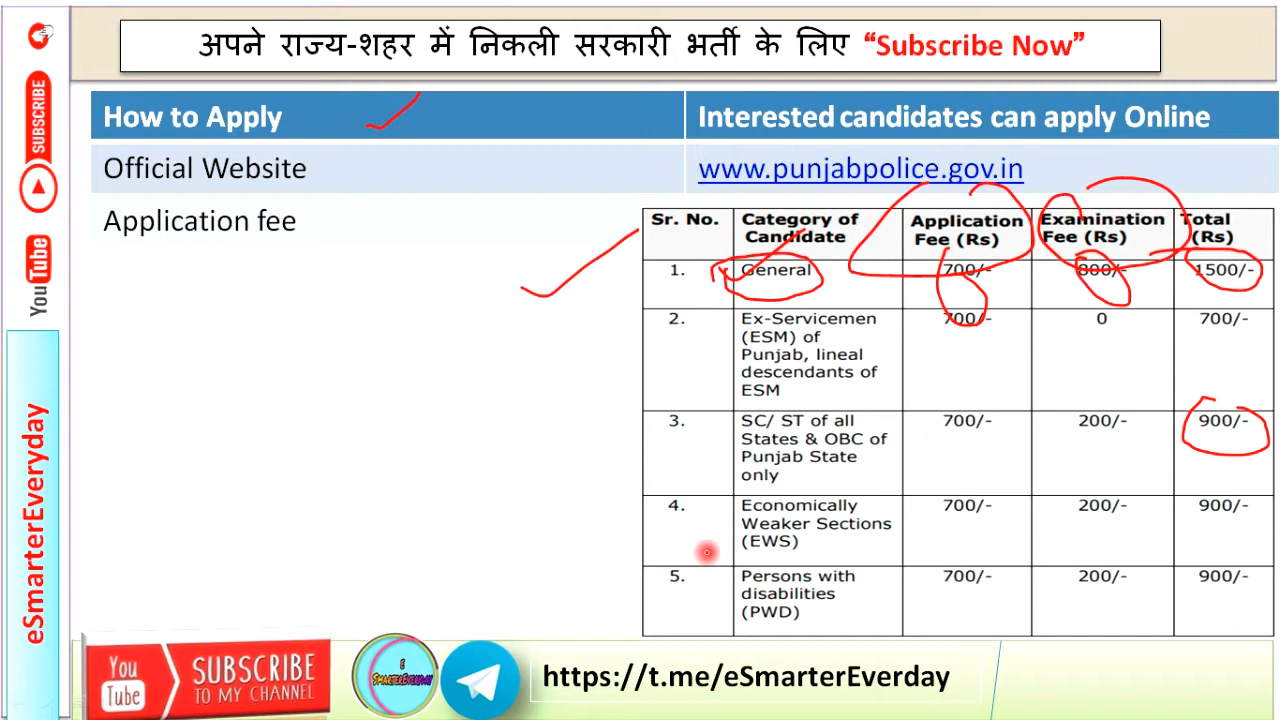 अपने राज्य-शहर में निकली सरकारी भर्ती के लिए “Subscribe Now”
SUBSCRIBE
YouTube
eSmarterEveryday
How to Apply Interested candidates can apply Online
Official Website www.punjabpolice.gov.in
Application fee
Sr. No. Category of Application Examination Total
Candidate Fee (Rs) Fee (Rs) (Rs)
1. General 700/- 800/- 1500/-
2. Ex-Servicemen 700/- 0 700/-
(ESM) of
Punjab, lineal
descendants of
ESM
3. SC/ ST of all 700/- 200/- 900/-
States & OBC of
Punjab State
only
4. Economically 700/- 200/- 900/-
Weaker Sections
(EWS)
5. Persons with 700/- 200/- 900/-
disabilities
(PWD)
You
Tube
SUBSCRIBE
TO MY CHANNEL
E
SMARTEREVERYDAY
https://t.me/eSmarterEverday